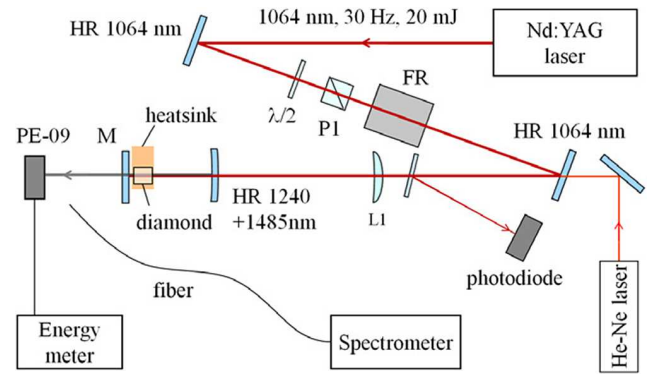 HR 1064 nm
1064 nm, 30 Hz, 20 mJ
Nd:YAG
laser
λ/2
P1
FR
HR 1064 nm
PE-09
M
heatsink
diamond
HR 1240
+1485nm
L1
photodiode
fiber
Energy
meter
Spectrometer
He-Ne laser